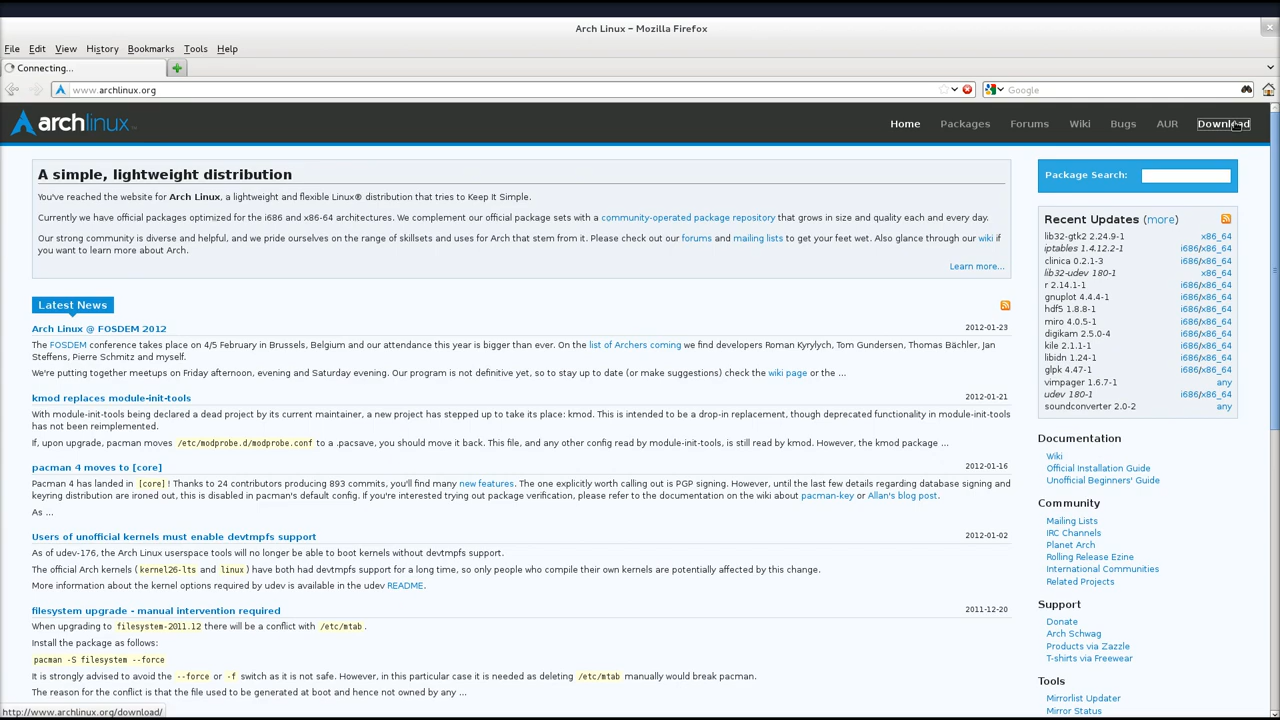 Arch Linux - Mozilla Firefox
File Edit View History Bookmarks Tools Help
Connecting...
www.archlinux.org
Google
archlinux
Home Packages Forums Wiki Bugs AUR Download
A simple, lightweight distribution
You've reached the website for Arch Linux, a lightweight and flexible Linux® distribution that tries to Keep It Simple.
Currently we have official packages optimized for the i686 and x86-64 architectures. We complement our official package sets with a community-operated package repository that grows in size and quality each and every day.
Our strong community is diverse and helpful, and we pride ourselves on the range of skillsets and uses for Arch that stem from it. Please check out our forums and mailing lists to get your feet wet. Also glance through our wiki if
you want to learn more about Arch.
Learn more...
Latest News
Arch Linux @ FOSDEM 2012 2012-01-23
The FOSDEM conference takes place on 4/5 February in Brussels, Belgium and our attendance this year is bigger than ever. On the list of Archers coming we find developers Roman Kyrylych, Tom Gundersen, Thomas Bächler, Jan
Steffens, Pierre Schmitz and myself.
We're putting together meetups on Friday afternoon, evening and Saturday evening. Our program is not definitive yet, so to stay up to date (or make suggestions) check the wiki page or the ...
kmod replaces module-init-tools 2012-01-21
With module-init-tools being declared a dead project by its current maintainer, a new project has stepped up to take its place: kmod. This is intended to be a drop-in replacement, though deprecated functionality in module-init-tools
has not been reimplemented.
If, upon upgrade, pacman moves /etc/modprobe.d/modprobe.conf to a .pacsave, you should move it back. This file, and any other config read by module-init-tools, is still read by kmod. However, the kmod package ...
pacman 4 moves to [core] 2012-01-16
Pacman 4 has landed in [core]! Thanks to 24 contributors producing 893 commits, you'll find many new features. The one explicitly worth calling out is PGP signing. However, until the last few details regarding database signing and
keyring distribution are ironed out, this is disabled in pacman's default config. If you're interested trying out package verification, please refer to the documentation on the wiki about pacman-key or Allan's blog post.
As ...
Users of unofficial kernels must enable devtmpfs support 2012-01-02
As of udev-176, the Arch Linux userspace tools will no longer be able to boot kernels without devtmpfs support.
The official Arch kernels (kernel26-lts and linux) have both had devtmpfs support for a long time, so only people who compile their own kernels are potentially affected by this change.
More information about the kernel options required by udev is available in the udev README.
filesystem upgrade - manual intervention required 2011-12-20
When upgrading to filesystem-2011.12 there will be a conflict with /etc/mtab.
Install the package as follows:
pacman -S filesystem --force
It is strongly advised to avoid the --force or -f switch as it is not safe. However, in this particular case it is needed as deleting /etc/mtab manually would break pacman.
The reason for the conflict is that the file used to be generated at boot and hence not owned by any ...
Package Search:
Recent Updates (more)
lib32-gtk2 2.24.9-1 x86_64
iptables 1.4.12.2-1 i686/x86_64
clinica 0.2.1-3 i686/x86_64
lib32-udev 180-1 x86_64
r 2.14.1-1 i686/x86_64
gnuplot 4.4.4-1 i686/x86_64
hdf5 1.8.8-1 i686/x86_64
miro 4.0.5-1 i686/x86_64
digikam 2.5.0-4 i686/x86_64
kile 2.1.1-1 i686/x86_64
libidn 1.24-1 i686/x86_64
glpk 4.47-1 i686/x86_64
vimpager 1.6.7-1 any
udev 180-1 i686/x86_64
soundconverter 2.0-2 any
Documentation
Wiki
Official Installation Guide
Unofficial Beginners' Guide
Community
Mailing Lists
IRC Channels
Planet Arch
Rolling Release Ezine
International Communities
Related Projects
Support
Donate
Arch Schwag
Products via Zazzle
T-shirts via Freewear
Tools
Mirrorlist Updater
Mirror Status
http://www.archlinux.org/download/